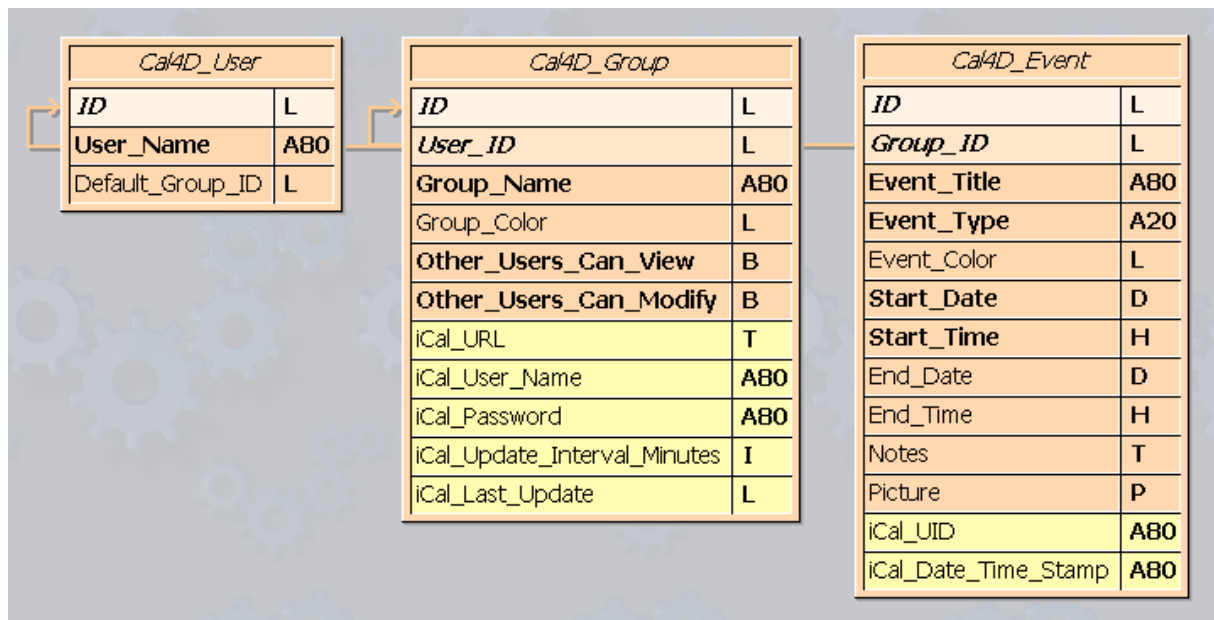 Cal4D_User
ID L
User_Name A80
Default_Group_ID L
Cal4D_Group
ID L
User_ID L
Group_Name A80
Group_Color L
Other_Users_Can_View B
Other_Users_Can_Modify B
iCal_URL T
iCal_User_Name A80
iCal_Password A80
iCal_Update_Interval_Minutes I
iCal_Last_Update L
Cal4D_Event
ID L
Group_ID L
Event_Title A80
Event_Type A20
Event_Color L
Start_Date D
Start_Time H
End_Date D
End_Time H
Notes T
Picture P
iCal_UID A80
iCal_Date_Time_Stamp A80